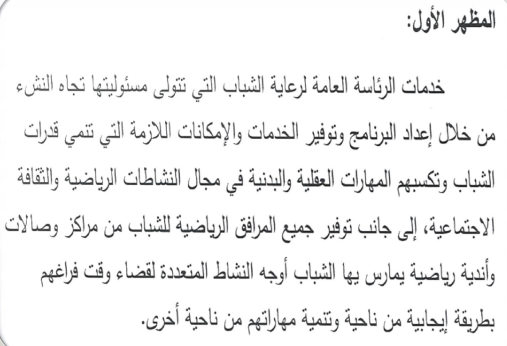 المظهر الأول:
خدمات الرئاسة العامة لرعاية الشباب التي تتولى مسئوليتها تجاه النشء
من خلال إعداد البرنامج وتوفير الخدمات والإمكانات اللازمة التي تنمي قدرات
الشباب وتكسبهم المهارات العقلية والبدنية في مجال النشاطات الرياضية والثقافة
الاجتماعية، إلى جانب توفير جميع المرافق الرياضية للشباب من مراكز وصالات
وأندية رياضية يمارس يها الشباب أوجه النشاط المتعددة لقضاء وقت فراغهم
بطريقة إيجابية من ناحية وتتمية مهاراتهم من ناحية أخرى.